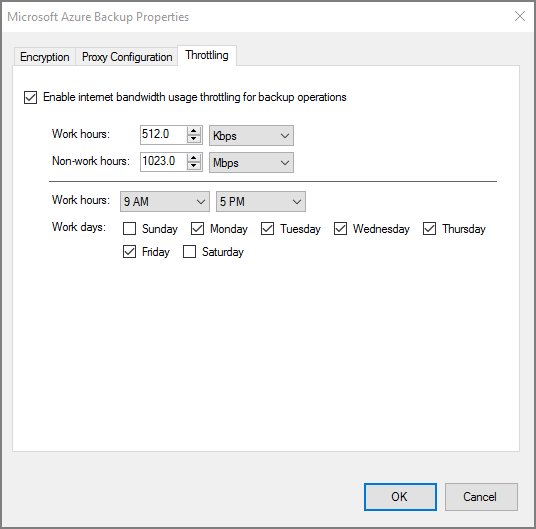 Microsoft Azure Backup Properties
Encryption Proxy Configuration Throttling
Enable internet bandwidth usage throttling for backup operations
Work hours: 512.0 Kbps
Non-work hours: 1023.0 Mbps
Work hours: 9 AM 5 PM
Work days: Sunday Monday Tuesday Wednesday Thursday
Friday Saturday
OK Cancel